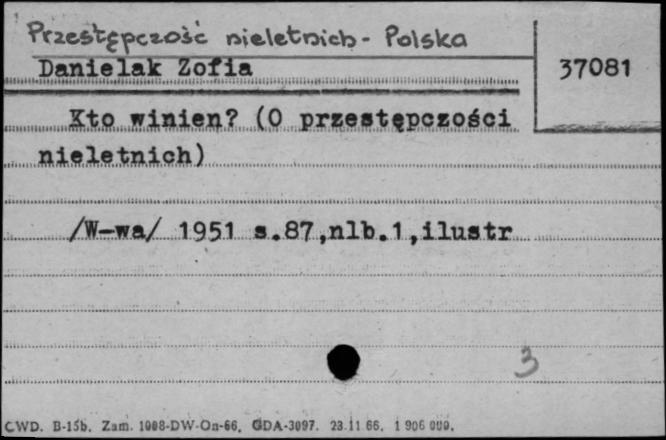 Przestępczość nieletnich - Polska
Danielak Zofia
37081
Kto winien? (O przestępczości
nieletnich)
/W-wa/ 1951 s.87,nlb.1,ilustr
3
CWD. B-15b. Zam. 1008-DW-On-66. GDA-3097. 23.11.66. 1 906 000.